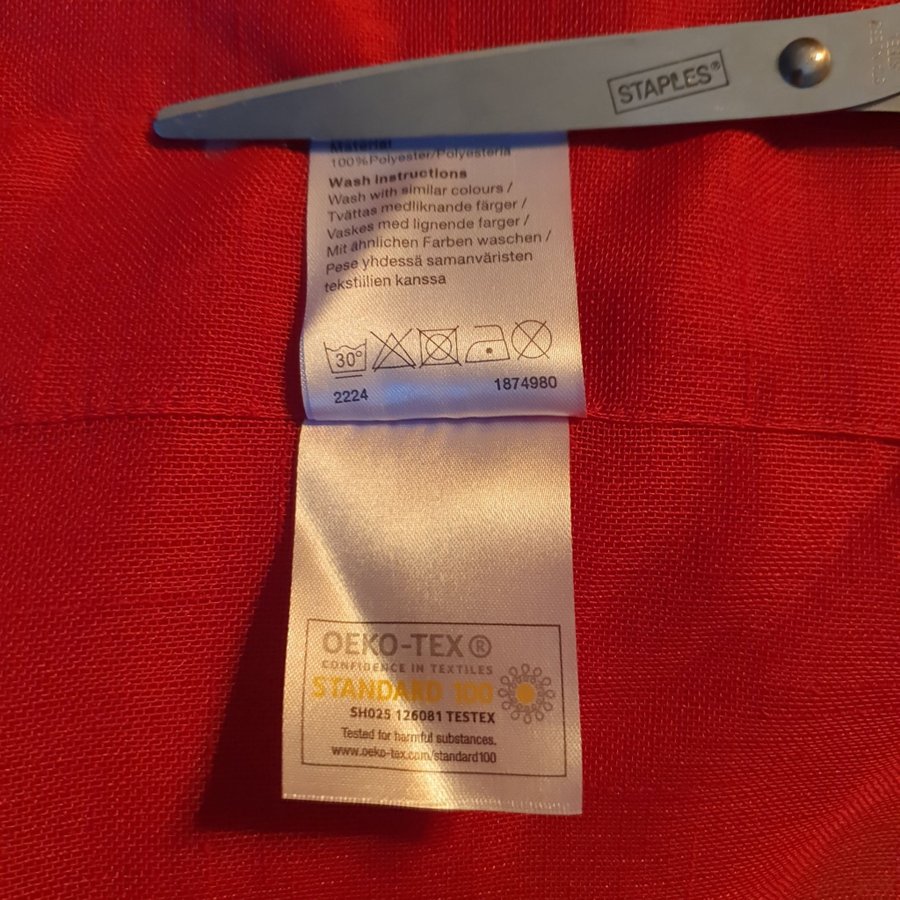 STAPLES®
Material
100%Polyester/Polyesteria
Wash instructions
Wash with similar colours /
Tvättas medliknande färger /
Vaskes med lignende farger /
Mit ähnlichen Farben waschen /
Pese yhdessä samanväristen
tekstiilien kanssa
30°
2224 1874980
OEKO-TEX®
CONFIDENCE IN TEXTILES
STANDARD 100
SH025 126081 TESTEX
Tested for harmful substances.
www.oeko-tex.com/standard100